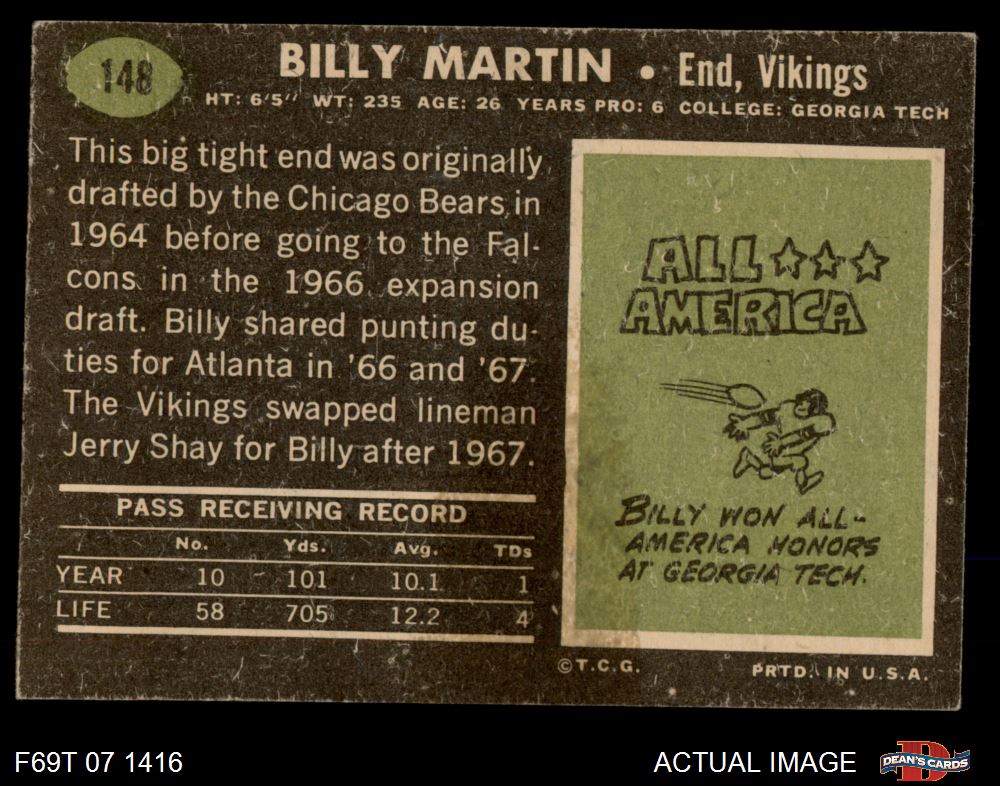 148
BILLY MARTIN • End, Vikings
HT: 6'5" WT: 235 AGE: 26 YEARS PRO: 6 COLLEGE: GEORGIA TECH
This big tight end was originally
drafted by the Chicago Bears in
1964 before going to the Fal-
cons in the 1966 expansion
draft. Billy shared punting du-
ties for Atlanta in '66 and '67.
The Vikings swapped lineman
Jerry Shay for Billy after 1967.
PASS RECEIVING RECORD
No. Yds. Avg. TDs
YEAR 10 101 10.1 1
LIFE 58 705 12.2 4
ALL
AMERICA
BILLY WON ALL-
AMERICA HONORS
AT GEORGIA TECH.
©T.C.G. PRTD. IN U.S.A.
F69T 07 1416 ACTUAL IMAGE
D
DEAN'S CARDS